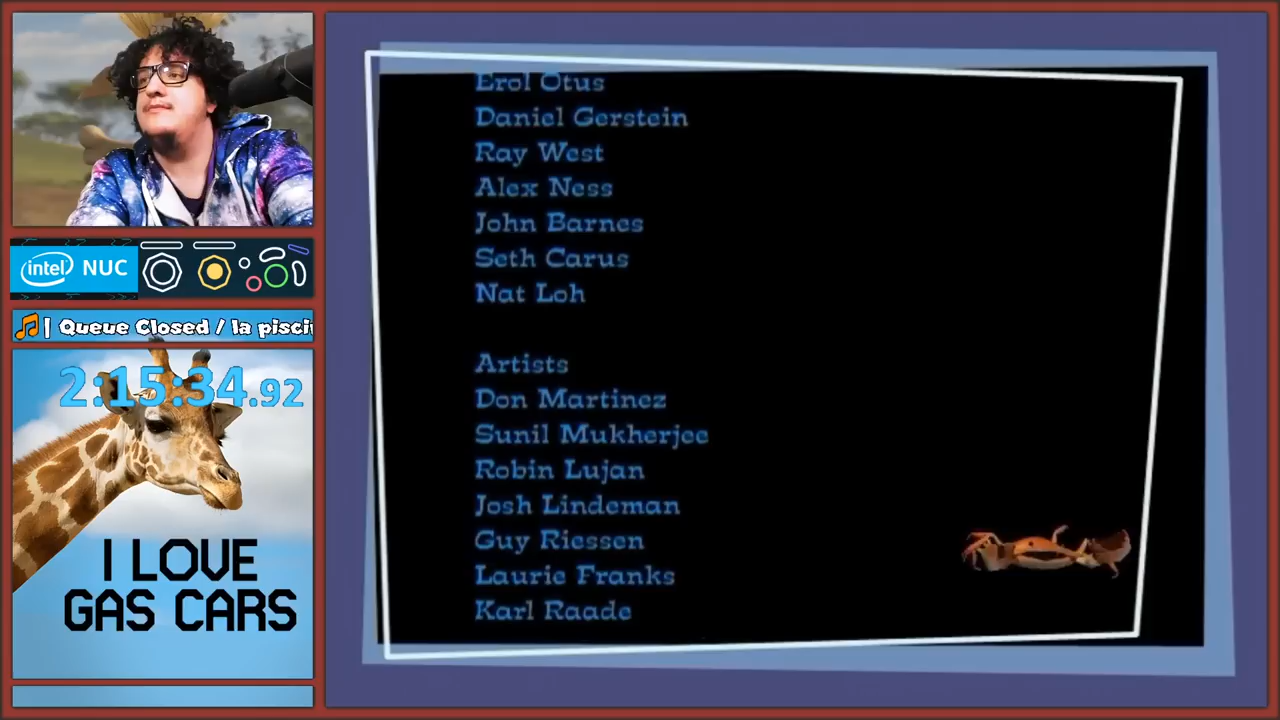 intel NUC
| Queue Closed / la pisci
2:15:34.92
I LOVE
GAS CARS
Erol Otus
Daniel Gerstein
Ray West
Alex Ness
John Barnes
Seth Carus
Nat Loh
Artists
Don Martinez
Sunil Mukherjee
Robin Lujan
Josh Lindeman
Guy Riessen
Laurie Franks
Karl Raade